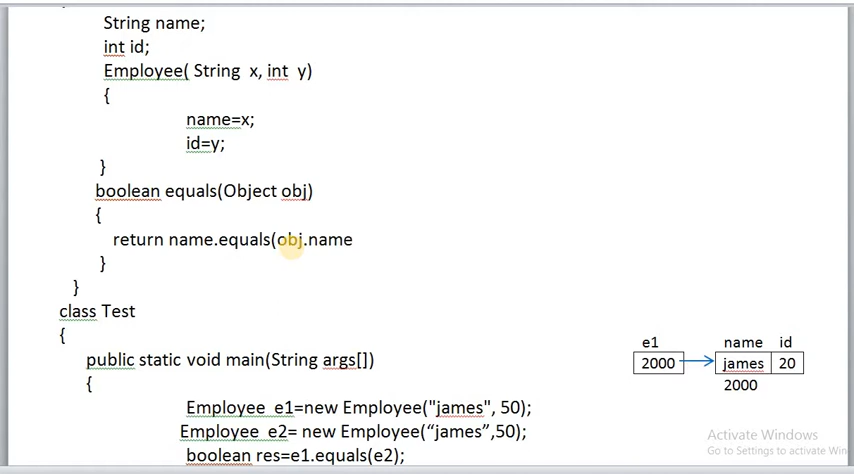 String name;
int id;
Employee( String x, int y)
{
name=x;
id=y;
}
boolean equals(Object obj)
{
return name.equals(obj.name
}
}
class Test
{
public static void main(String args[])
{
Employee e1=new Employee("james", 50);
Employee e2= new Employee(“james”,50);
boolean res=e1.equals(e2);
e1 name id
2000 james 20
2000
Activate Windows
Go to Settings to activate Win